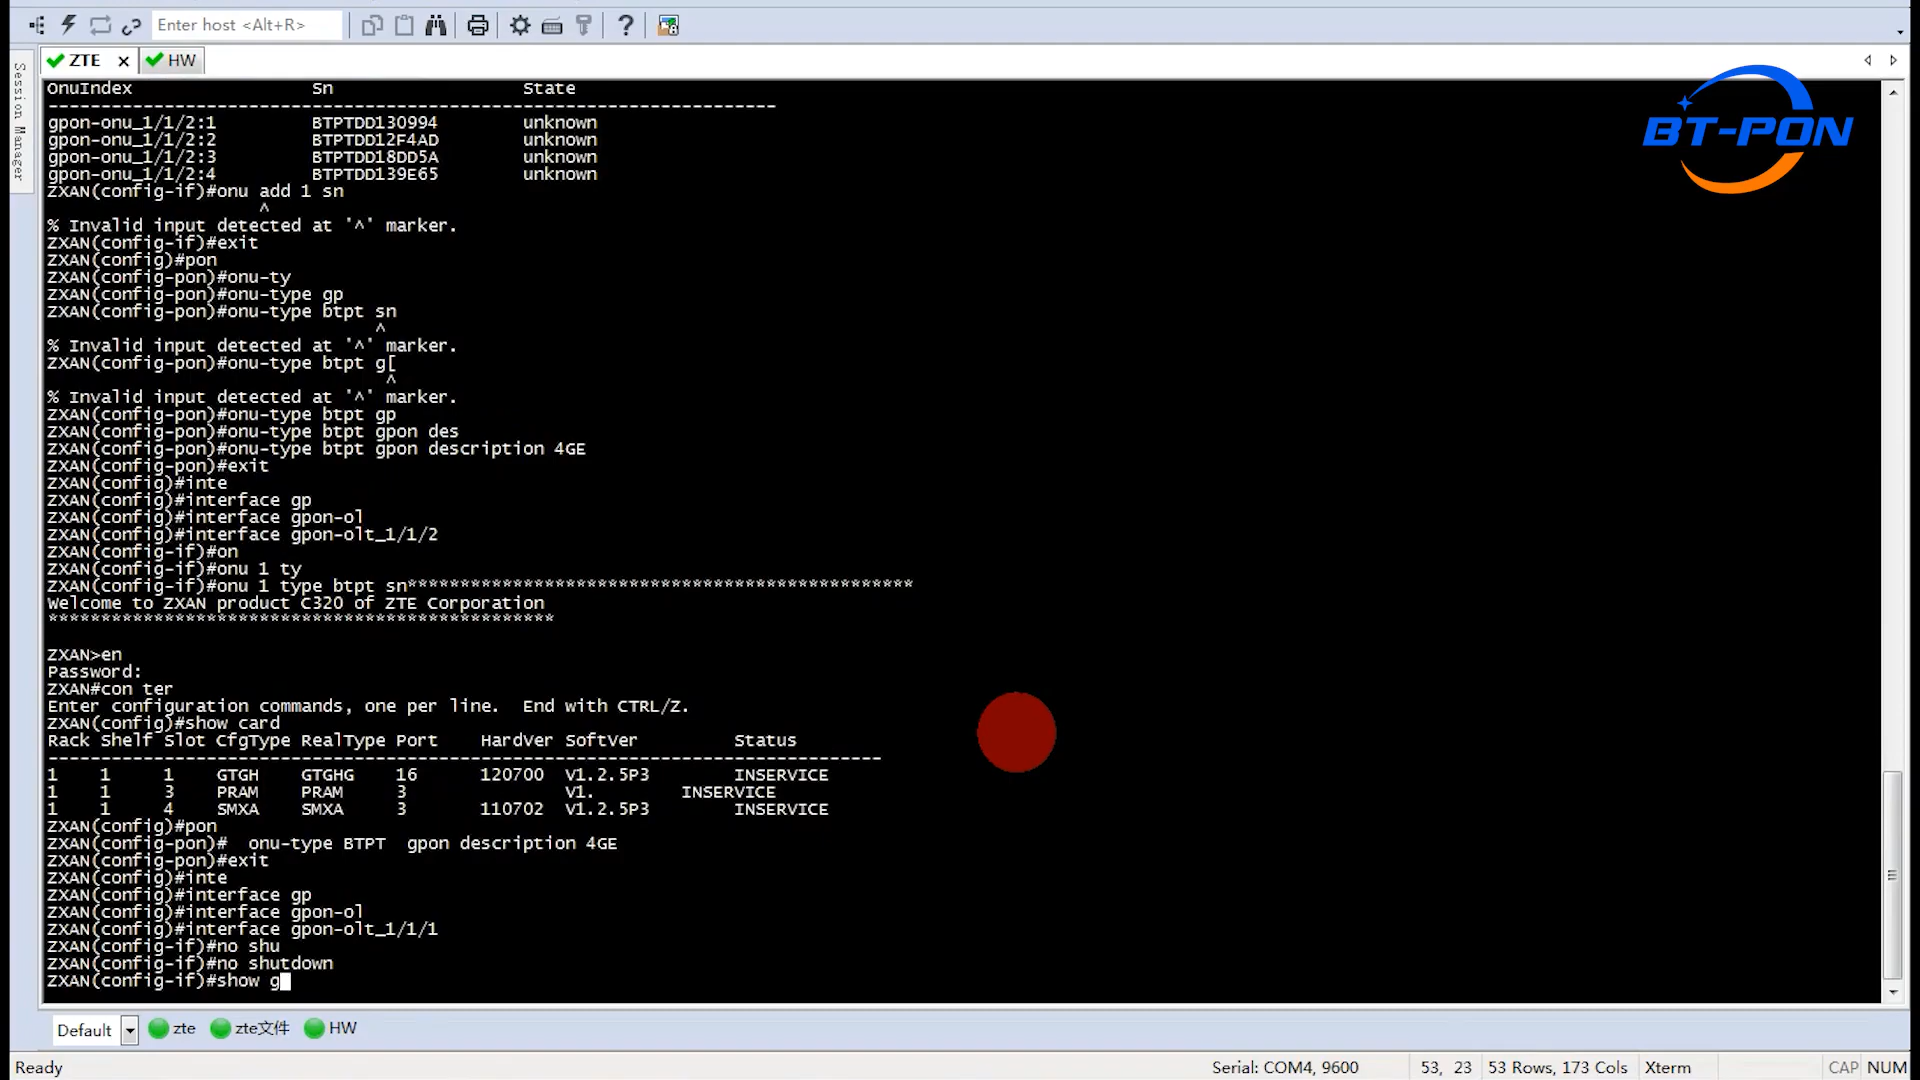 Enter host <Alt+R>
Session Manager
ZTE
HW
BT-PON
OnuIndex Sn State
--------------------------------------------------------------------
gpon-onu_1/1/2:1 BTPTDD130994 unknown
gpon-onu_1/1/2:2 BTPTDD12F4AD unknown
gpon-onu_1/1/2:3 BTPTDD18DD5A unknown
gpon-onu_1/1/2:4 BTPTDD139E65 unknown
ZXAN(config-if)#onu add 1 sn
^
% Invalid input detected at '^' marker.
ZXAN(config-if)#exit
ZXAN(config)#pon
ZXAN(config-pon)#onu-ty
ZXAN(config-pon)#onu-type gp
ZXAN(config-pon)#onu-type btpt sn
^
% Invalid input detected at '^' marker.
ZXAN(config-pon)#onu-type btpt g[
^
% Invalid input detected at '^' marker.
ZXAN(config-pon)#onu-type btpt gp
ZXAN(config-pon)#onu-type btpt gpon des
ZXAN(config-pon)#onu-type btpt gpon description 4GE
ZXAN(config-pon)#exit
ZXAN(config)#inte
ZXAN(config)#interface gp
ZXAN(config)#interface gpon-ol
ZXAN(config)#interface gpon-olt_1/1/2
ZXAN(config-if)#on
ZXAN(config-if)#onu 1 ty
ZXAN(config-if)#onu 1 type btpt sn************************************************
Welcome to ZXAN product C320 of ZTE Corporation
************************************************
ZXAN>en
Password:
ZXAN#con ter
Enter configuration commands, one per line. End with CTRL/Z.
ZXAN(config)#show card
Rack Shelf Slot CfgType RealType Port HardVer SoftVer Status
-------------------------------------------------------------------------------
1 1 1 GTGH GTGHG 16 120700 V1.2.5P3 INSERVICE
1 1 3 PRAM PRAM 3 V1. INSERVICE
1 1 4 SMXA SMXA 3 110702 V1.2.5P3 INSERVICE
ZXAN(config)#pon
ZXAN(config-pon)# onu-type BTPT gpon description 4GE
ZXAN(config-pon)#exit
ZXAN(config)#inte
ZXAN(config)#interface gp
ZXAN(config)#interface gpon-ol
ZXAN(config)#interface gpon-olt_1/1/1
ZXAN(config-if)#no shu
ZXAN(config-if)#no shutdown
ZXAN(config-if)#show g
Default zte zte文件 HW
Ready Serial: COM4, 9600 53, 23 53 Rows, 173 Cols Xterm CAP NUM